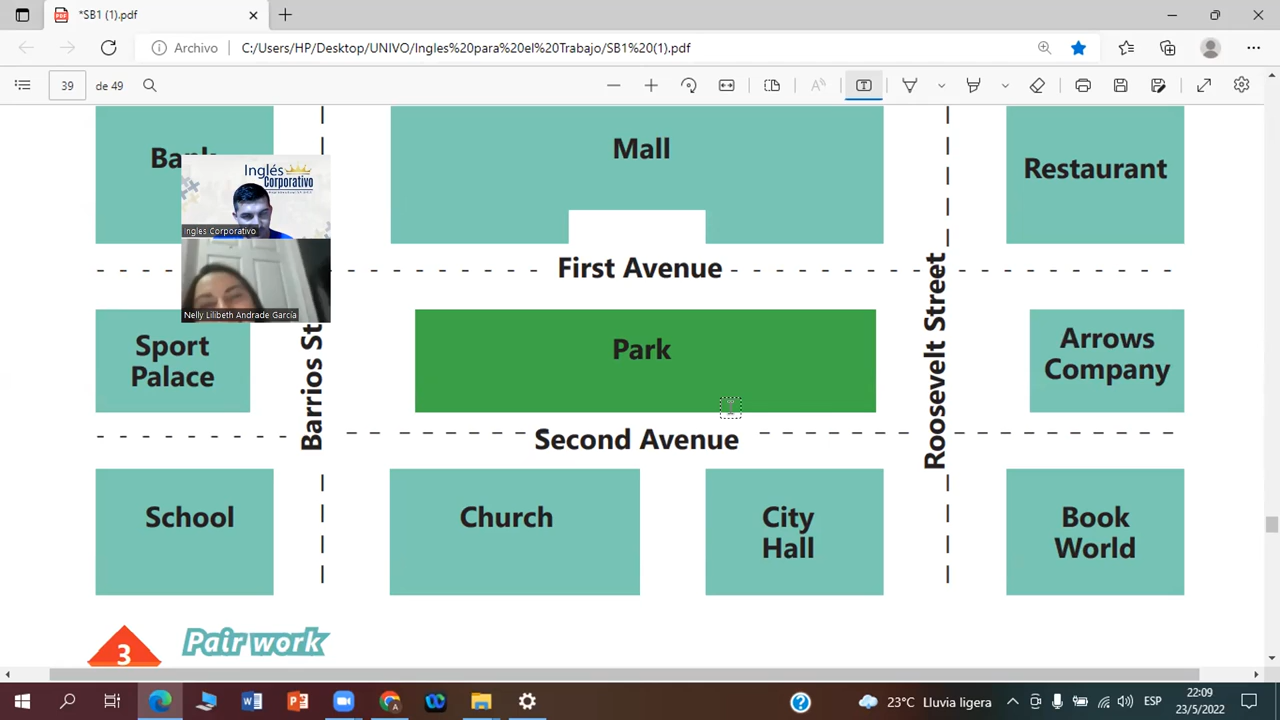 *SB1 (1).pdf
Archivo
C:/Users/HP/Desktop/UNIVO/Ingles%20para%20el%20Trabajo/SB1%20(1).pdf
39
de 49
Bank
Mall
Restaurant
Inglés
Corporativo
Ingles Corporativo
First Avenue
Nelly Lilibeth Andrade García
Sport
Palace
Barrios St
Park
Roosevelt Street
Arrows
Company
Second Avenue
School
Church
City
Hall
Book
World
3
Pair work
23°C Lluvia ligera
ESP
22:09
23/5/2022